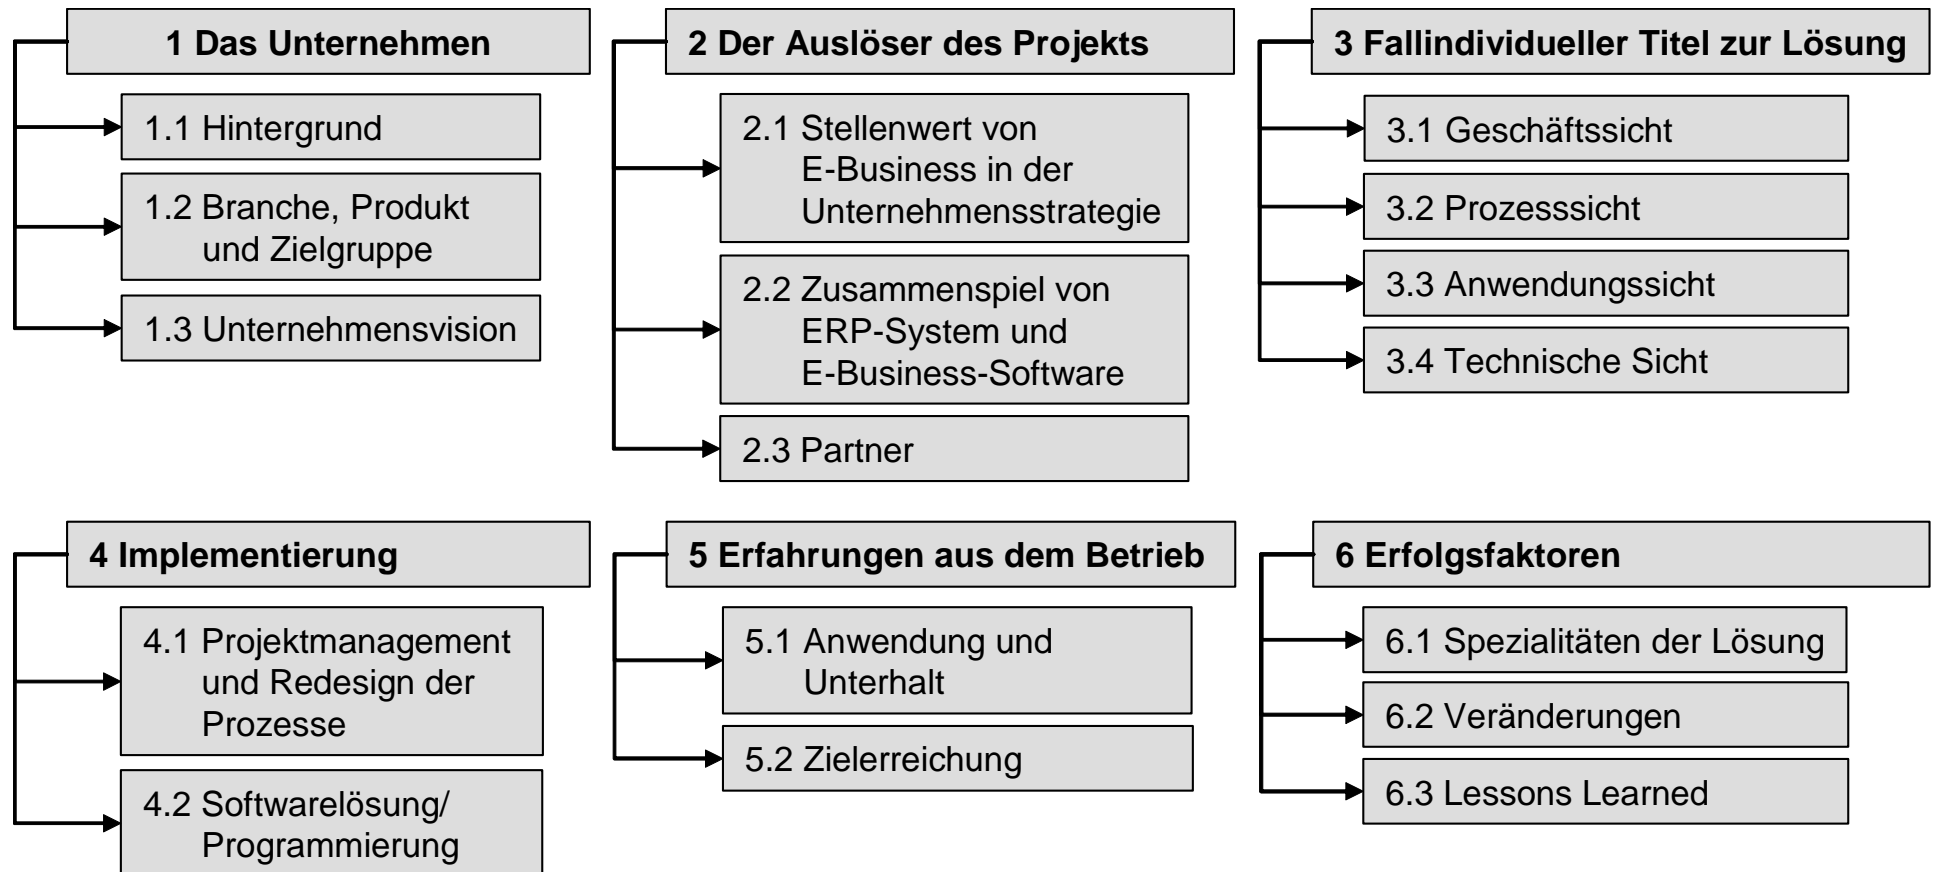 1 Das Unternehmen
1.1 Hintergrund
1.2 Branche, Produkt
und Zielgruppe
1.3 Unternehmensvision
2 Der Auslöser des Projekts
2.1 Stellenwert von
E-Business in der
Unternehmensstrategie
2.2 Zusammenspiel von
ERP-System und
E-Business-Software
2.3 Partner
3 Fallindividueller Titel zur Lösung
3.1 Geschäftssicht
3.2 Prozesssicht
3.3 Anwendungssicht
3.4 Technische Sicht
4 Implementierung
4.1 Projektmanagement
und Redesign der
Prozesse
4.2 Softwarelösung/
Programmierung
5 Erfahrungen aus dem Betrieb
5.1 Anwendung und
Unterhalt
5.2 Zielerreichung
6 Erfolgsfaktoren
6.1 Spezialitäten der Lösung
6.2 Veränderungen
6.3 Lessons Learned